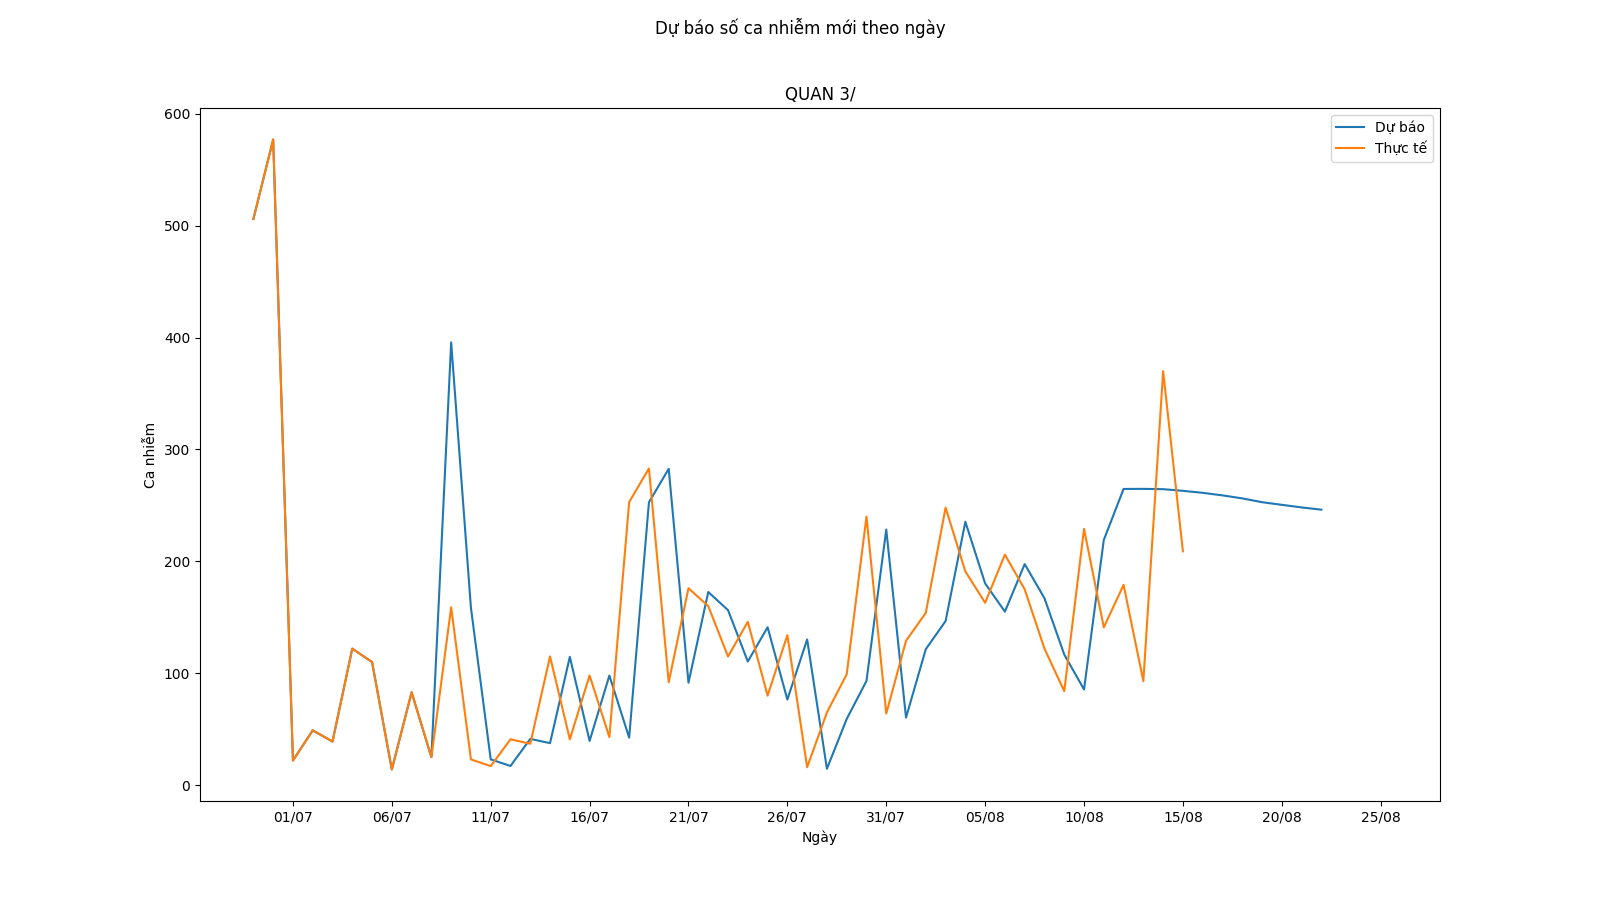 Dự báo số ca nhiễm mới theo ngày
QUAN 3/
Dự báo
Thực tế
Ca nhiễm
600
500
400
300
200
100
0
01/07 06/07 11/07 16/07 21/07 26/07 31/07 05/08 10/08 15/08 20/08 25/08
Ngày